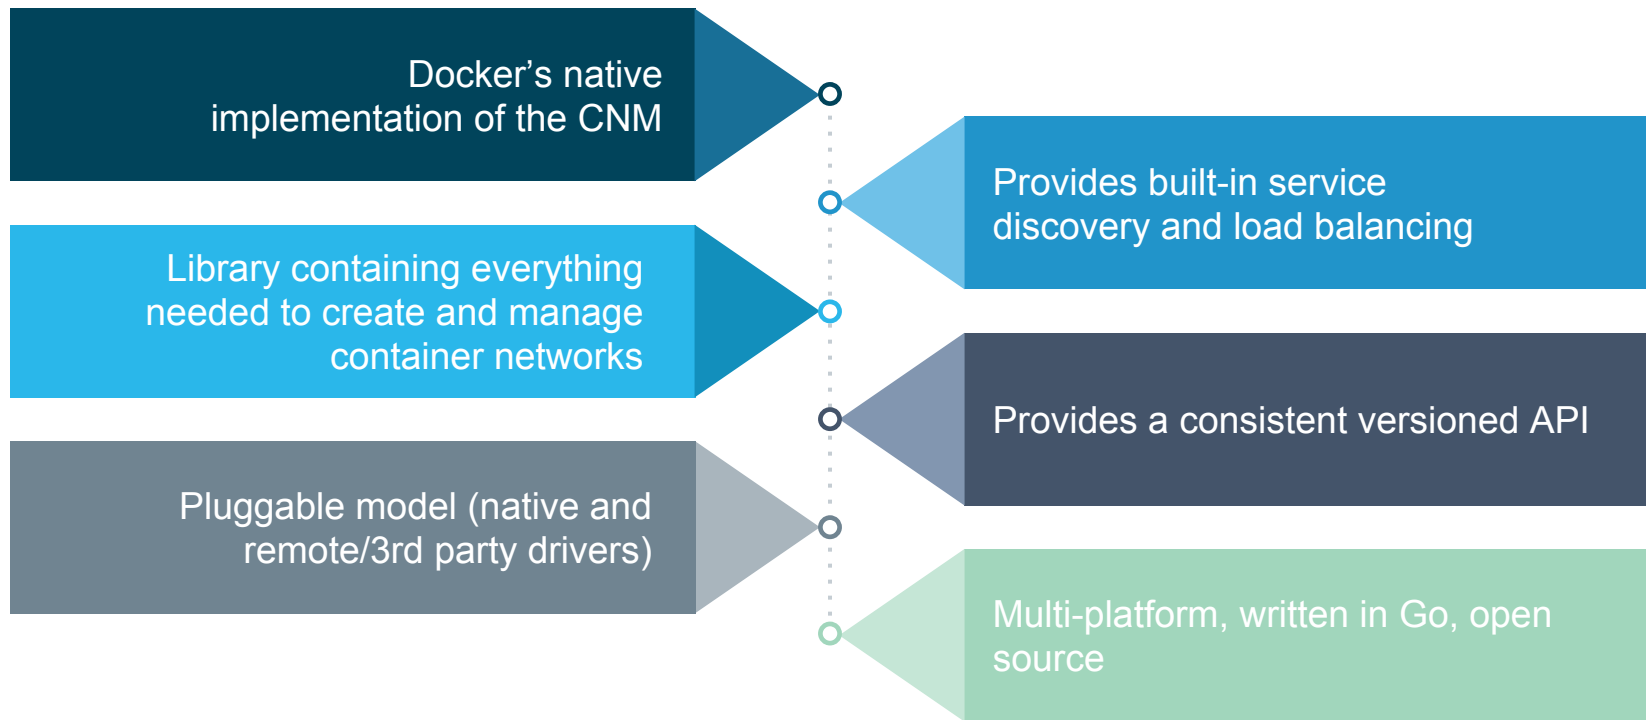 Docker’s native
implementation of the CNM
Provides built-in service
discovery and load balancing
Library containing everything
needed to create and manage
container networks
Provides a consistent versioned API
Pluggable model (native and
remote/3rd party drivers)
Multi-platform, written in Go, open
source